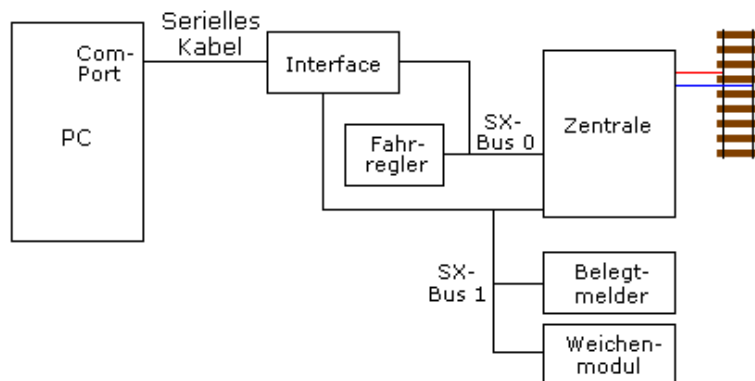 Serielles
Kabel
Com-
Port
PC
Interface
Fahr-
regler
SX-
Bus 0
Zentrale
SX-
Bus 1
Belegt-
melder
Weichen-
modul